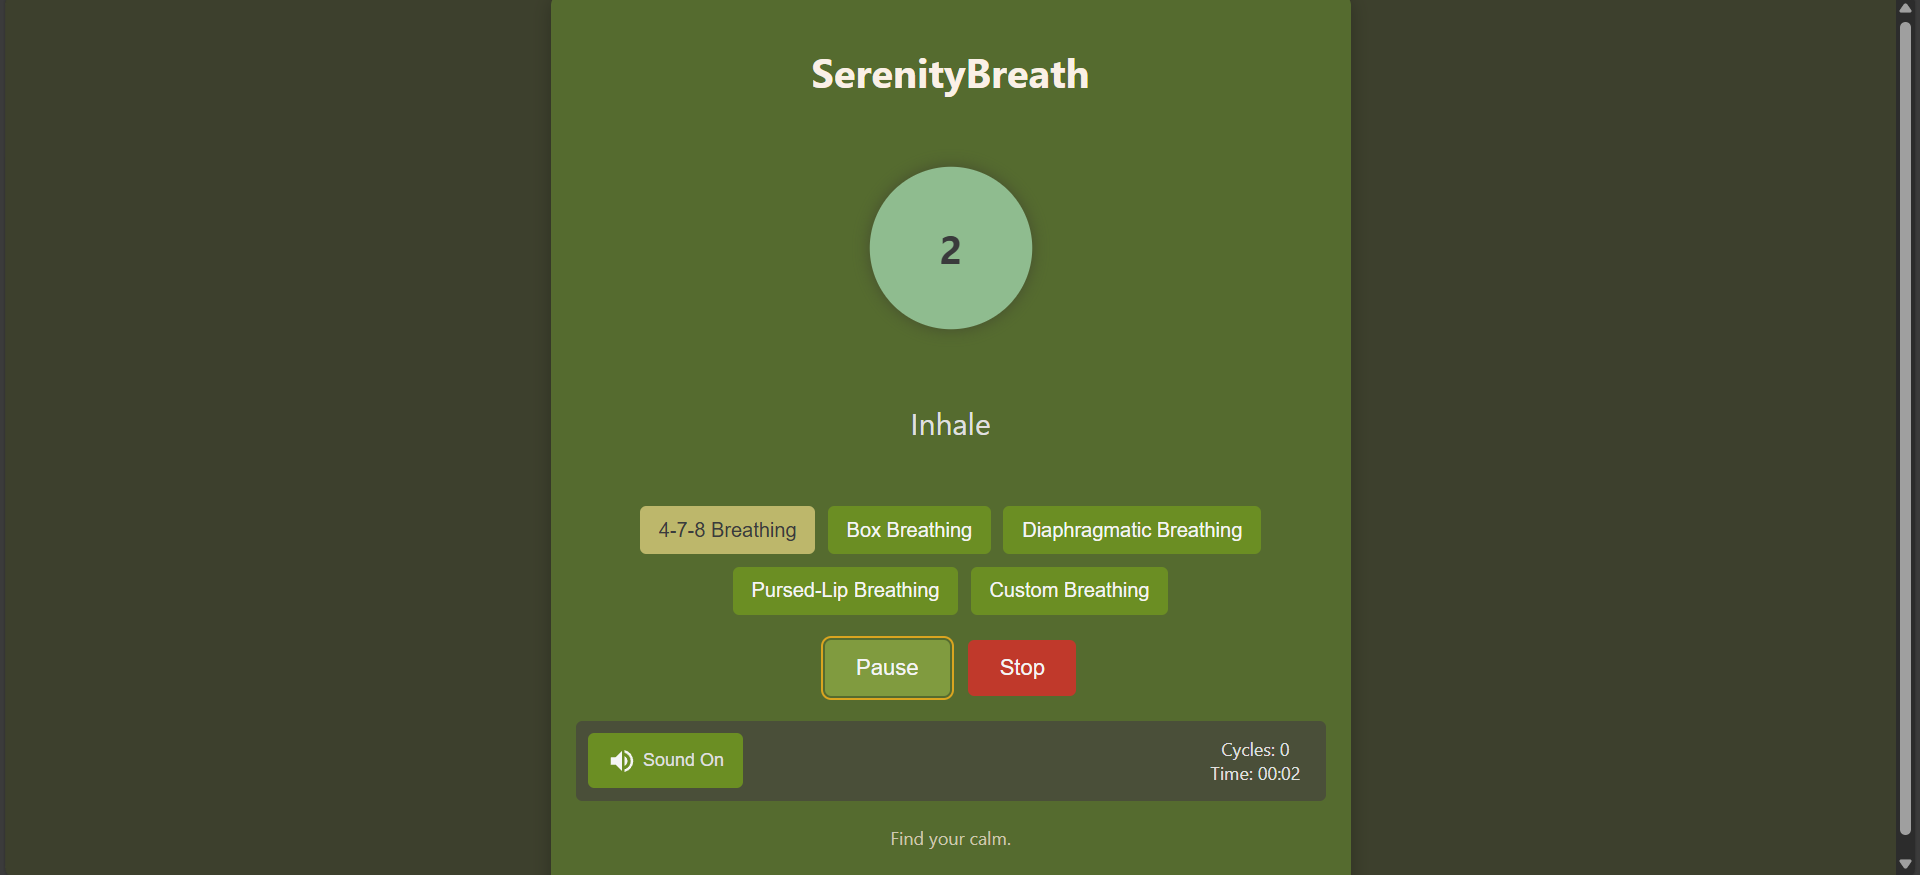 SerenityBreath
2
Inhale
4-7-8 Breathing Box Breathing Diaphragmatic Breathing
Pursed-Lip Breathing Custom Breathing
Pause Stop
Sound On
Cycles: 0
Time: 00:02
Find your calm.